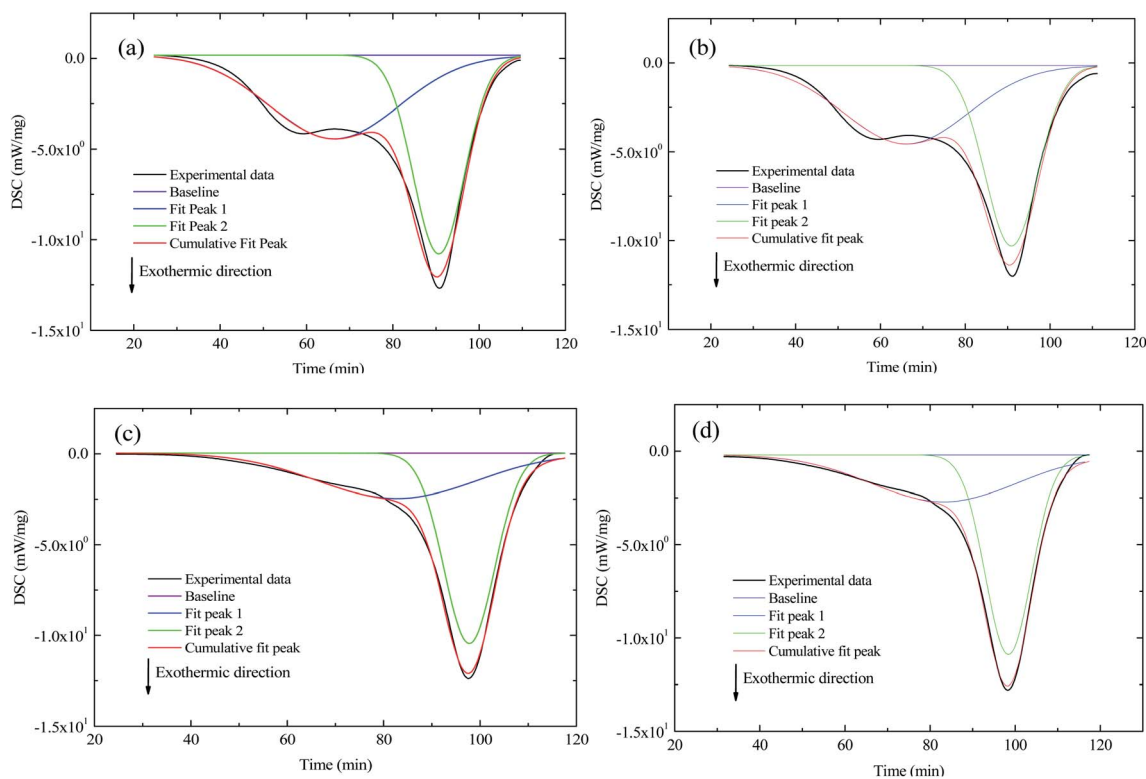 (a)
0.0
-5.0x10⁰
-1.0x10¹
-1.5x10¹
DSC (mW/mg)
Experimental data
Baseline
Fit Peak 1
Fit Peak 2
Cumulative Fit Peak
Exothermic direction
20 40 60 80 100 120
Time (min)
(b)
0.0
-5.0x10⁰
-1.0x10¹
-1.5x10¹
DSC (mW/mg)
Experimental data
Baseline
Fit peak 1
Fit peak 2
Cumulative fit peak
Exothermic direction
20 40 60 80 100 120
Time (min)
(c)
0.0
-5.0x10⁰
-1.0x10¹
-1.5x10¹
DSC (mW/mg)
Experimental data
Baseline
Fit peak 1
Fit peak 2
Cumulative fit peak
Exothermic direction
20 40 60 80 100 120
Time (min)
(d)
0.0
-5.0x10⁰
-1.0x10¹
-1.5x10¹
DSC (mW/mg)
Experimental data
Baseline
Fit peak 1
Fit peak 2
Cumulative fit peak
Exothermic direction
20 40 60 80 100 120
Time (min)